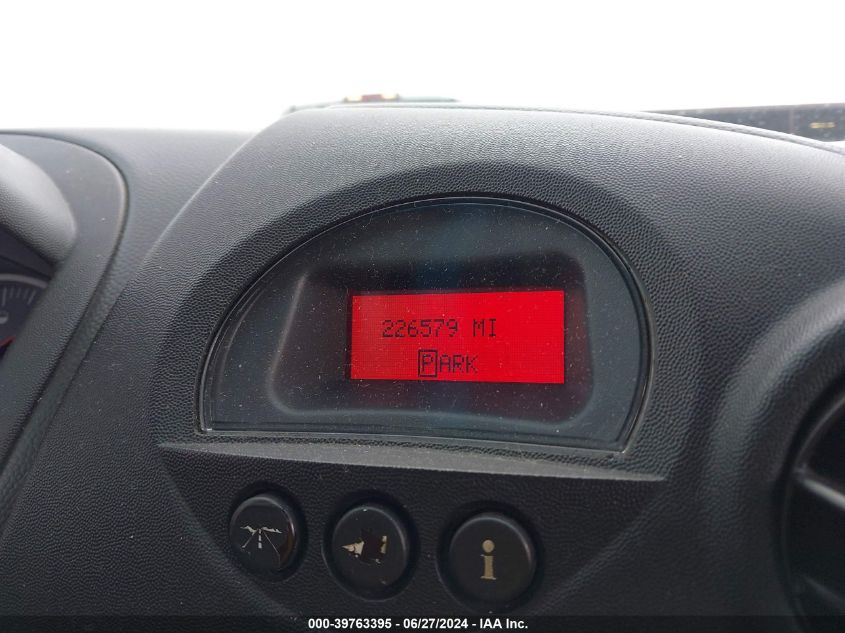 226579 MI
PARK
i
000-39763395 - 06/27/2024 - IAA Inc.